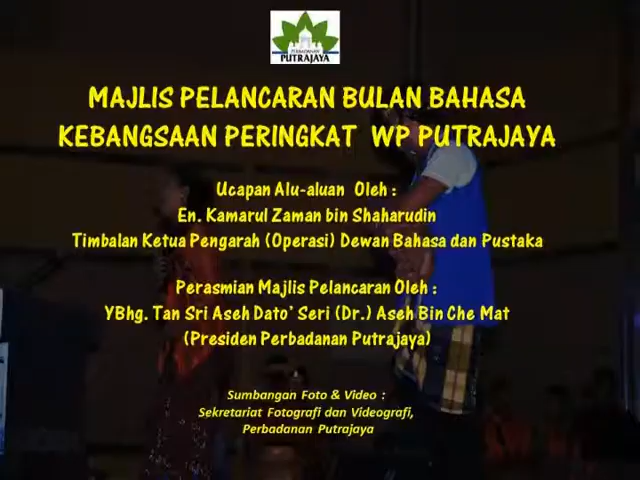 PERBADANAN
PUTRAJAYA
MAJLIS PELANCARAN BULAN BAHASA
KEBANGSAAN PERINGKAT WP PUTRAJAYA
Ucapan Alu-aluan Oleh :
En. Kamarul Zaman bin Shaharudin
Timbalan Ketua Pengarah (Operasi) Dewan Bahasa dan Pustaka
Perasmian Majlis Pelancaran Oleh :
YBhg. Tan Sri Aseh Dato' Seri (Dr.) Aseh Bin Che Mat
(Presiden Perbadanan Putrajaya)
Sumbangan Foto & Video :
Sekretariat Fotografi dan Videografi,
Perbadanan Putrajaya